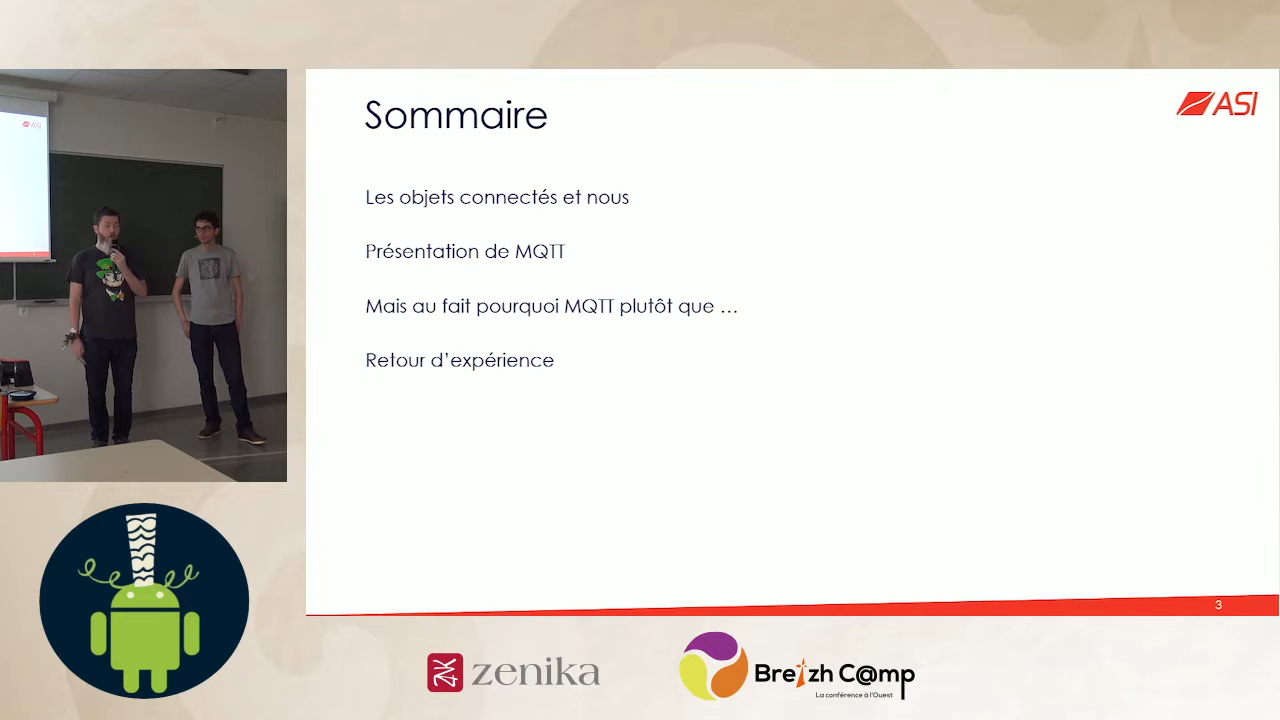 Sommaire
ASI
Les objets connectés et nous
Présentation de MQTT
Mais au fait pourquoi MQTT plutôt que …
Retour d’expérience
3
ASI
zenika
Breizh C@mp
La conférence à l'Ouest